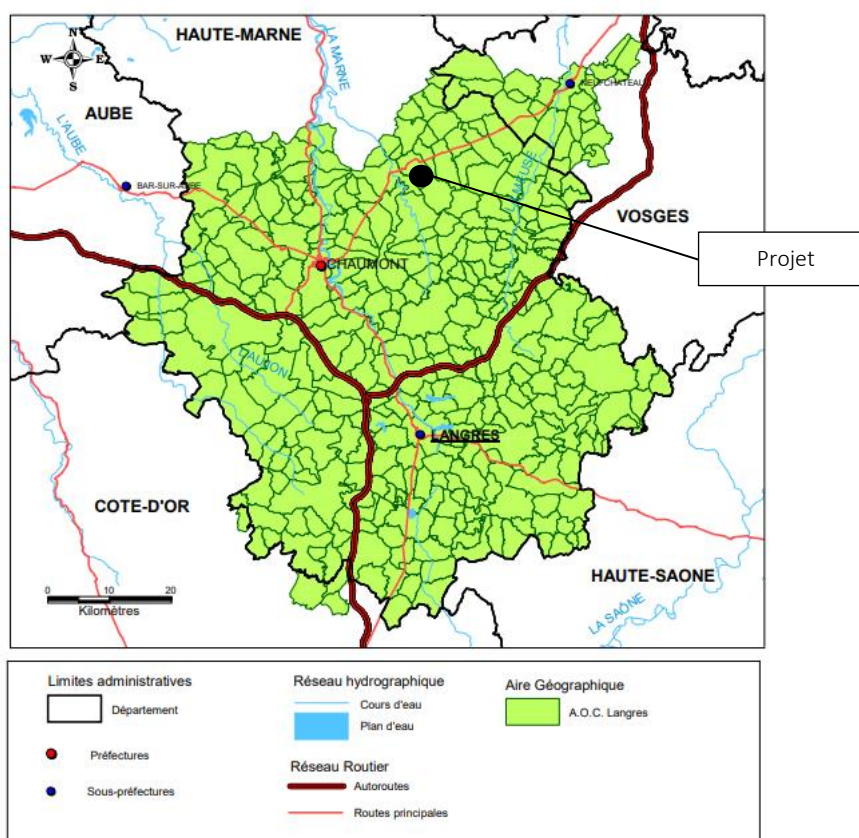 HAUTE-MARNE
N
W E
S
LA MARNE
NEUFCHATEAU
AUBE
L'AUBE
BAR-SUR-AUBE
LA MEUSE
VOSGES
Projet
CHAUMONT
L'AUJON
LANGRES
COTE-D'OR
HAUTE-SAONE
LA SAÔNE
0 10 20
Kilomètres
Limites administratives
Département
Préfectures
Sous-préfectures
Réseau hydrographique
Cours d'eau
Plan d'eau
Réseau Routier
Autoroutes
Routes principales
Aire Géographique
A.O.C. Langres